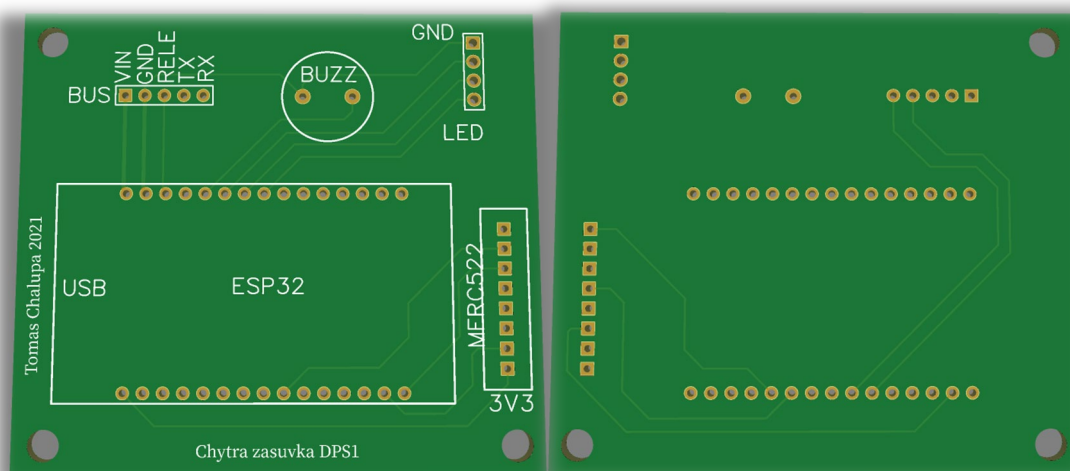 GND
VIN
GND
RELE
TX
RX
BUS
BUZZ
LED
Tomas Chalupa 2021
USB
ESP32
MFRC522
3V3
Chytra zasuvka DPS1